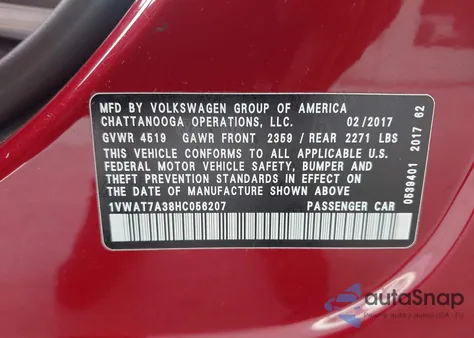 MFD BY VOLKSWAGEN GROUP OF AMERICA
CHATTANOOGA OPERATIONS, LLC. 02/2017
GVWR 4519 GAWR FRONT 2359 / REAR 2271 LBS
THIS VEHICLE CONFORMS TO ALL APPLICABLE U.S.
FEDERAL MOTOR VEHICLE SAFETY, BUMPER AND
THEFT PREVENTION STANDARDS IN EFFECT ON THE
DATE OF MANUFACTURE SHOWN ABOVE.
1VWAT7A38HC056207 PASSENGER CAR
0539401 2017 62
autoSnap